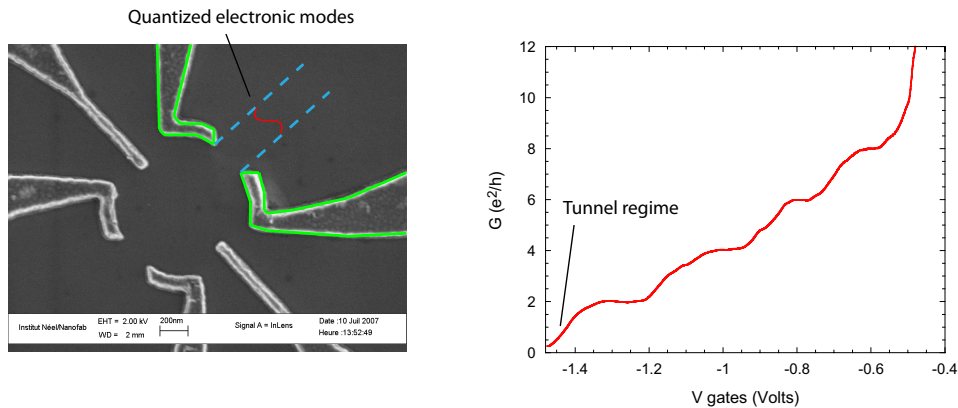 Quantized electronic modes
Institut Néel/Nanofab
EHT = 2.00 kV
WD = 2 mm
200nm
Signal A = InLens
Date :10 Juil 2007
Heure :13:52:49
12
10
8
6
4
2
0
G (e²/h)
Tunnel regime
-1.4
-1.2
-1
-0.8
-0.6
-0.4
V gates (Volts)